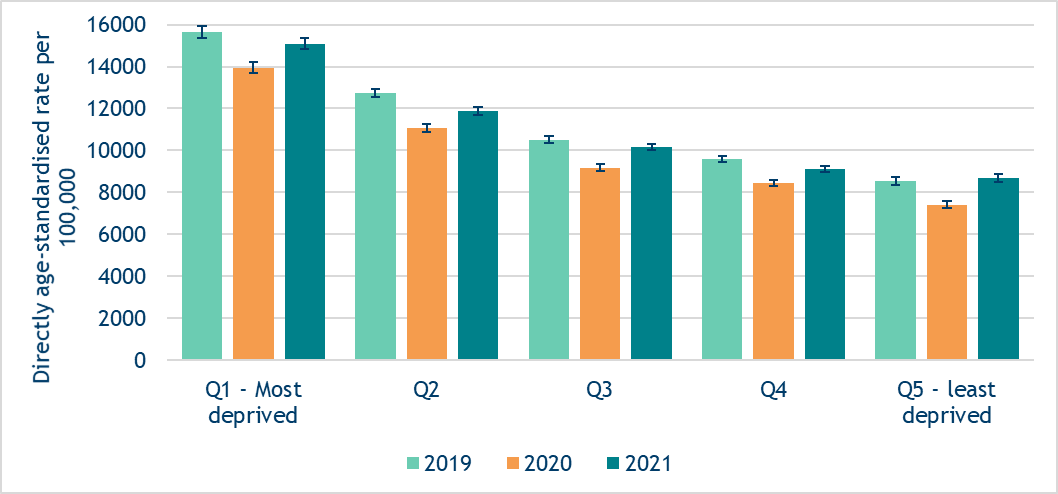 Directly age-standardised rate per
100,000
16000
14000
12000
10000
8000
6000
4000
2000
0
Q1 - Most
deprived
Q2
Q3
Q4
Q5 - least
deprived
2019
2020
2021